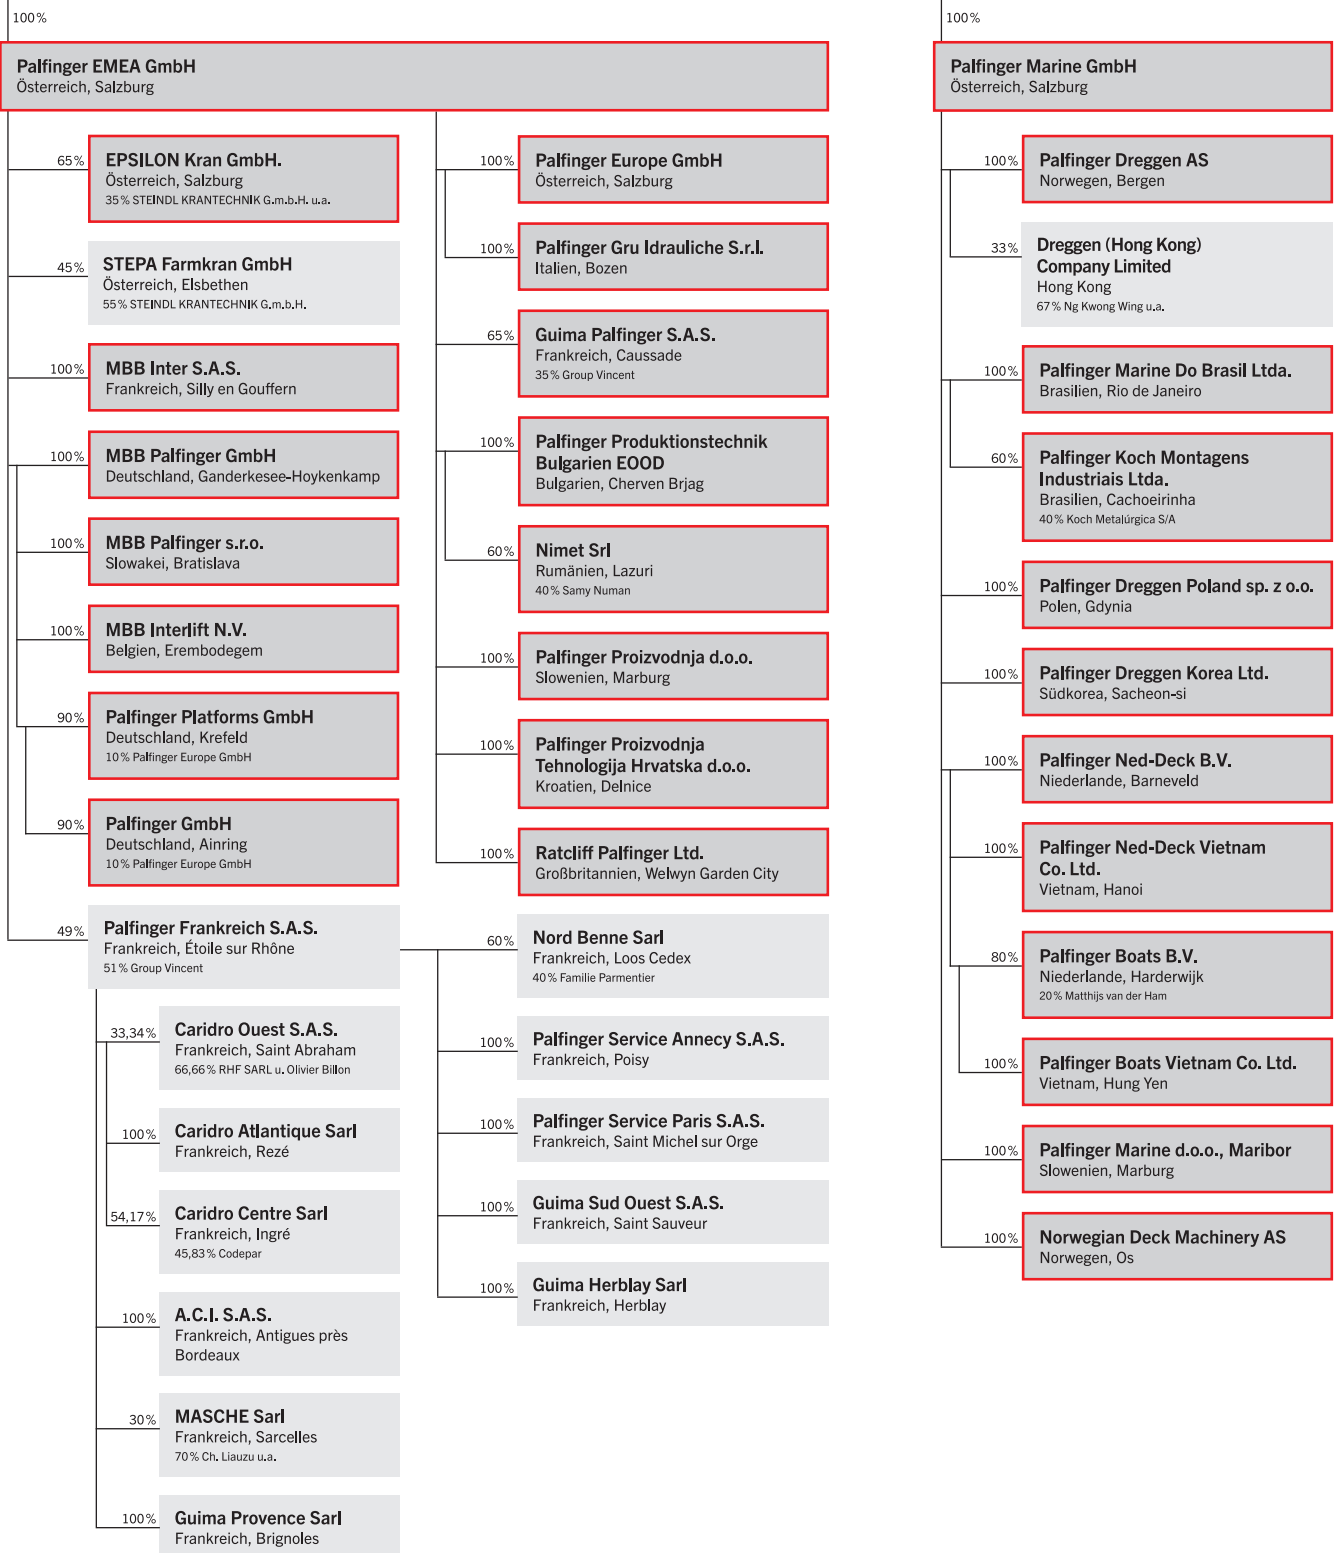 100%
Palfinger EMEA GmbH
Österreich, Salzburg
65%
EPSILON Kran GmbH.
Österreich, Salzburg
35% STEINDL KRANTECHNIK G.m.b.H. u.a.
45%
STEPA Farmkran GmbH
Österreich, Elsbethen
55% STEINDL KRANTECHNIK G.m.b.H.
100%
MBB Inter S.A.S.
Frankreich, Silly en Gouffern
100%
MBB Palfinger GmbH
Deutschland, Ganderkesee-Hoykenkamp
100%
MBB Palfinger s.r.o.
Slowakei, Bratislava
100%
MBB Interlift N.V.
Belgien, Erembodegem
90%
Palfinger Platforms GmbH
Deutschland, Krefeld
10% Palfinger Europe GmbH
90%
Palfinger GmbH
Deutschland, Ainring
10% Palfinger Europe GmbH
49%
Palfinger Frankreich S.A.S.
Frankreich, Étoile sur Rhône
51% Group Vincent
33,34%
Caridro Ouest S.A.S.
Frankreich, Saint Abraham
66,66% RHF SARL u. Olivier Billon
100%
Caridro Atlantique Sarl
Frankreich, Rezé
54,17%
Caridro Centre Sarl
Frankreich, Ingré
45,83% Codepar
100%
A.C.I. S.A.S.
Frankreich, Antigues près
Bordeaux
30%
MASCHE Sarl
Frankreich, Sarcelles
70% Ch. Liauzu u.a.
100%
Guima Provence Sarl
Frankreich, Brignoles
100%
Palfinger Europe GmbH
Österreich, Salzburg
100%
Palfinger Gru Idrauliche S.r.l.
Italien, Bozen
65%
Guima Palfinger S.A.S.
Frankreich, Caussade
35% Group Vincent
100%
Palfinger Produktionstechnik
Bulgarien EOOD
Bulgarien, Cherven Brjag
60%
Nimet Srl
Rumänien, Lazuri
40% Samy Numan
100%
Palfinger Proizvodnja d.o.o.
Slowenien, Marburg
100%
Palfinger Proizvodnja
Tehnologija Hrvatska d.o.o.
Kroatien, Delnice
100%
Ratcliff Palfinger Ltd.
Großbritannien, Welwyn Garden City
60%
Nord Benne Sarl
Frankreich, Loos Cedex
40% Familie Parmentier
100%
Palfinger Service Annecy S.A.S.
Frankreich, Poisy
100%
Palfinger Service Paris S.A.S.
Frankreich, Saint Michel sur Orge
100%
Guima Sud Ouest S.A.S.
Frankreich, Saint Sauveur
100%
Guima Herblay Sarl
Frankreich, Herblay
100%
Palfinger Marine GmbH
Österreich, Salzburg
100%
Palfinger Dreggen AS
Norwegen, Bergen
33%
Dreggen (Hong Kong)
Company Limited
Hong Kong
67% Ng Kwong Wing u.a.
100%
Palfinger Marine Do Brasil Ltda.
Brasilien, Rio de Janeiro
60%
Palfinger Koch Montagens
Industriais Ltda.
Brasilien, Cachoeirinha
40% Koch Metalúrgica S/A
100%
Palfinger Dreggen Poland sp. z o.o.
Polen, Gdynia
100%
Palfinger Dreggen Korea Ltd.
Südkorea, Sacheon-si
100%
Palfinger Ned-Deck B.V.
Niederlande, Barneveld
100%
Palfinger Ned-Deck Vietnam
Co. Ltd.
Vietnam, Hanoi
80%
Palfinger Boats B.V.
Niederlande, Harderwijk
20% Matthijs van der Ham
100%
Palfinger Boats Vietnam Co. Ltd.
Vietnam, Hung Yen
100%
Palfinger Marine d.o.o., Maribor
Slowenien, Marburg
100%
Norwegian Deck Machinery AS
Norwegen, Os